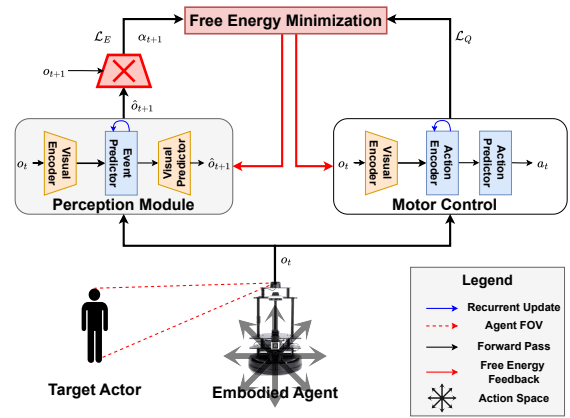 Free Energy Minimization
ℒ_E α_{t+1} ℒ_Q
o_{t+1}
ô_{t+1}
o_t
Visual
Encoder
Event
Predictor
Visual
Predictor
ô_{t+1}
Perception Module
o_t
Visual
Encoder
Action
Encoder
Action
Predictor
a_t
Motor Control
o_t
Target Actor
Embodied Agent
Legend
Recurrent Update
Agent FOV
Forward Pass
Free Energy
Feedback
Action Space